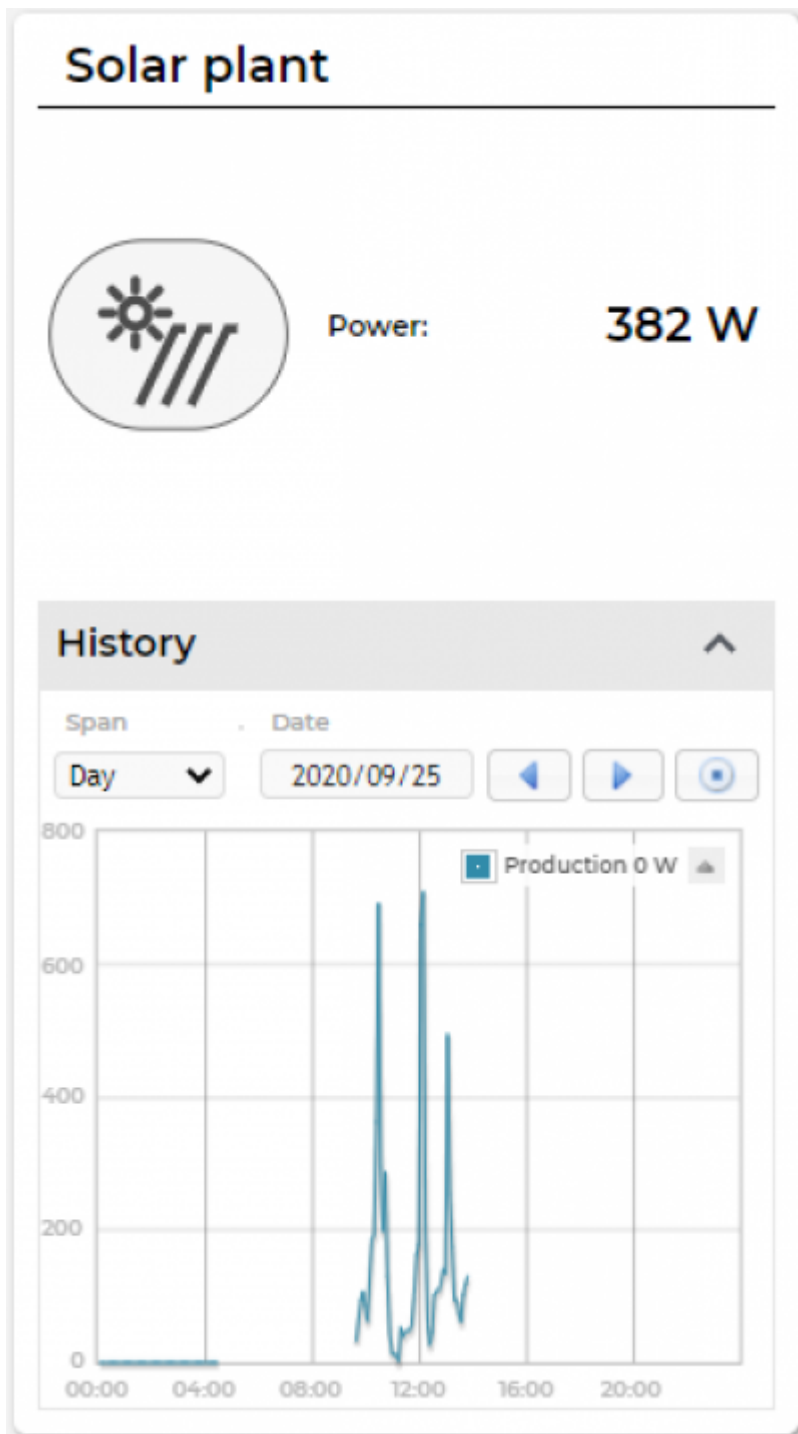 Solar plant
Power: 382 W
History
Span . Date
Day 2020/09/25
800
Production 0 W
600
400
200
0
00:00 04:00 08:00 12:00 16:00 20:00